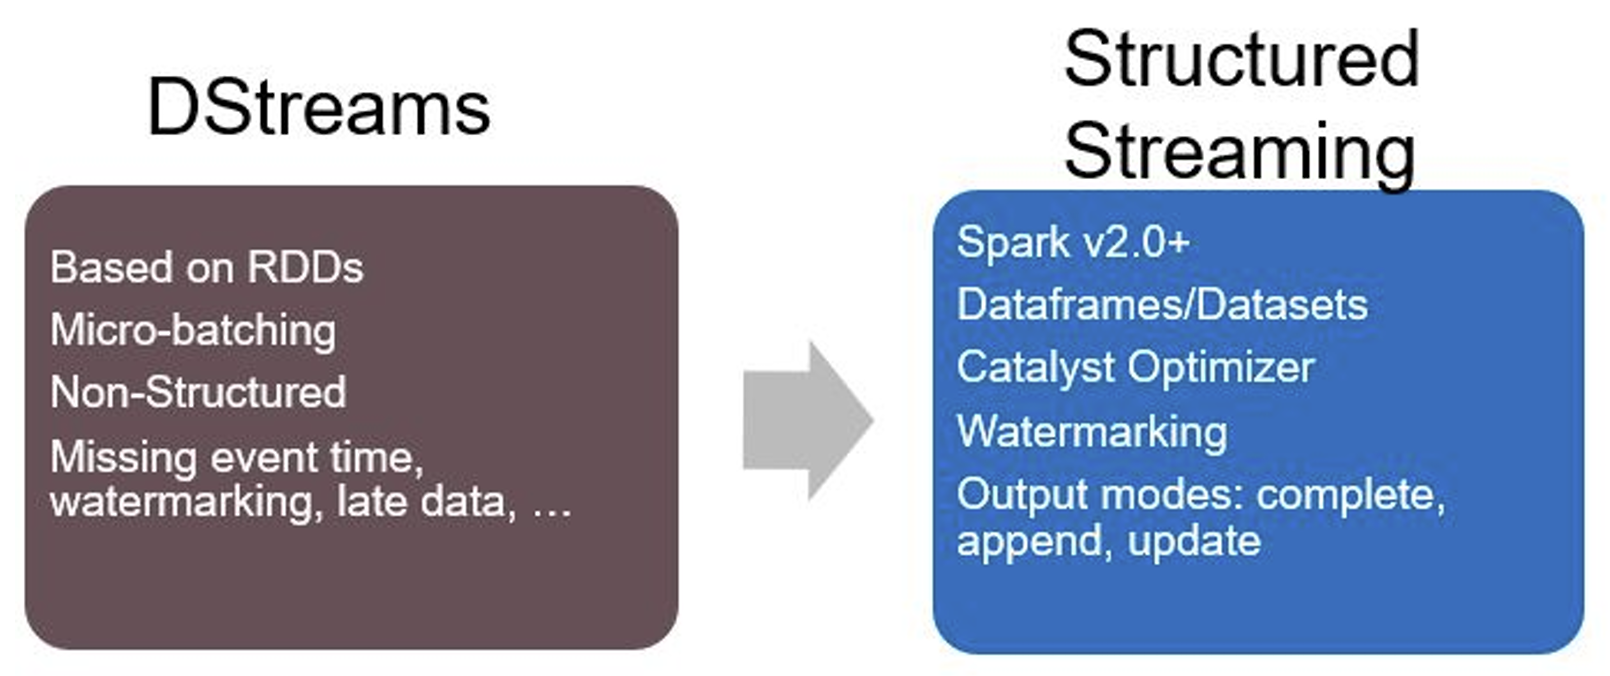 DStreams
Based on RDDs
Micro-batching
Non-Structured
Missing event time,
watermarking, late data, …
Structured
Streaming
Spark v2.0+
Dataframes/Datasets
Catalyst Optimizer
Watermarking
Output modes: complete,
append, update